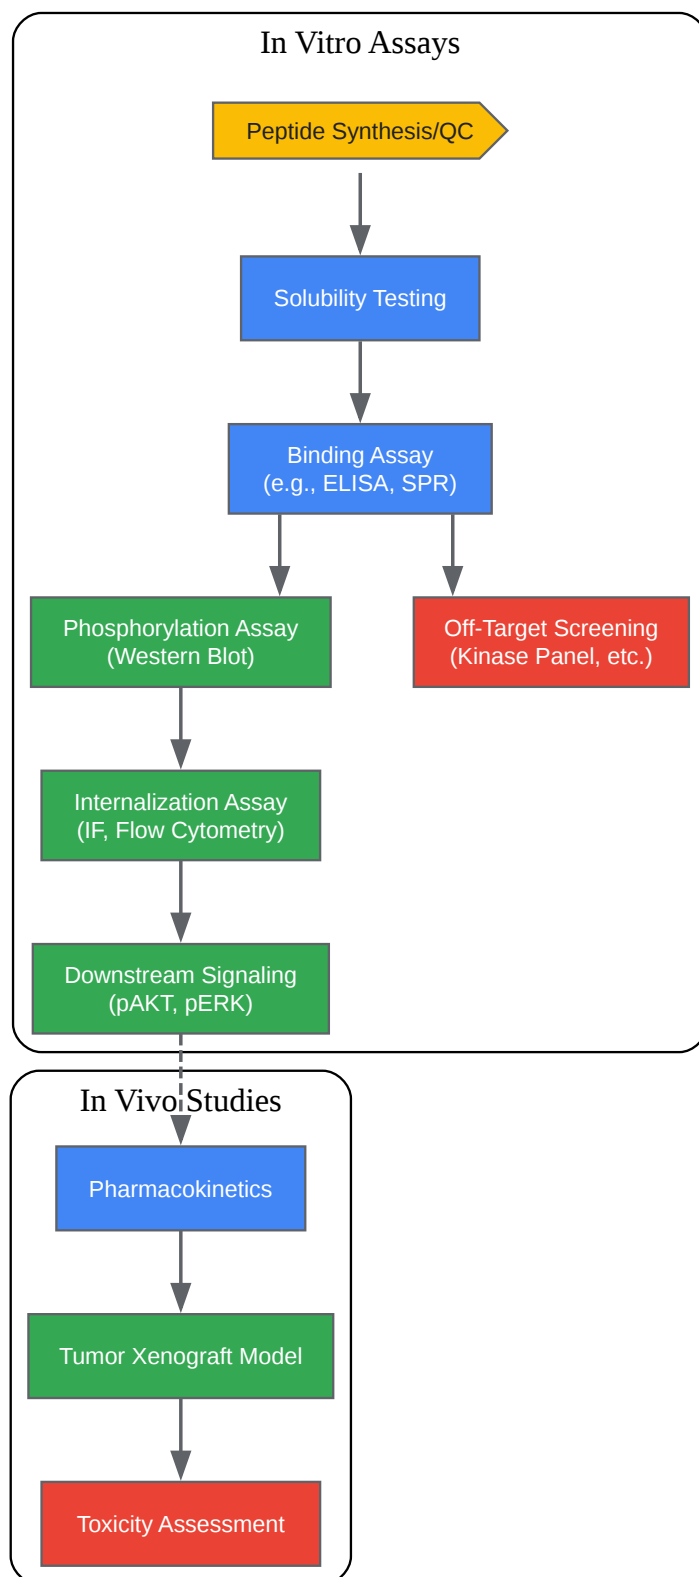 In Vitro Assays
Peptide Synthesis/QC
Solubility Testing
Binding Assay
(e.g., ELISA, SPR)
Phosphorylation Assay
(Western Blot)
Off-Target Screening
(Kinase Panel, etc.)
Internalization Assay
(IF, Flow Cytometry)
Downstream Signaling
(pAKT, pERK)
In Vivo Studies
Pharmacokinetics
Tumor Xenograft Model
Toxicity Assessment